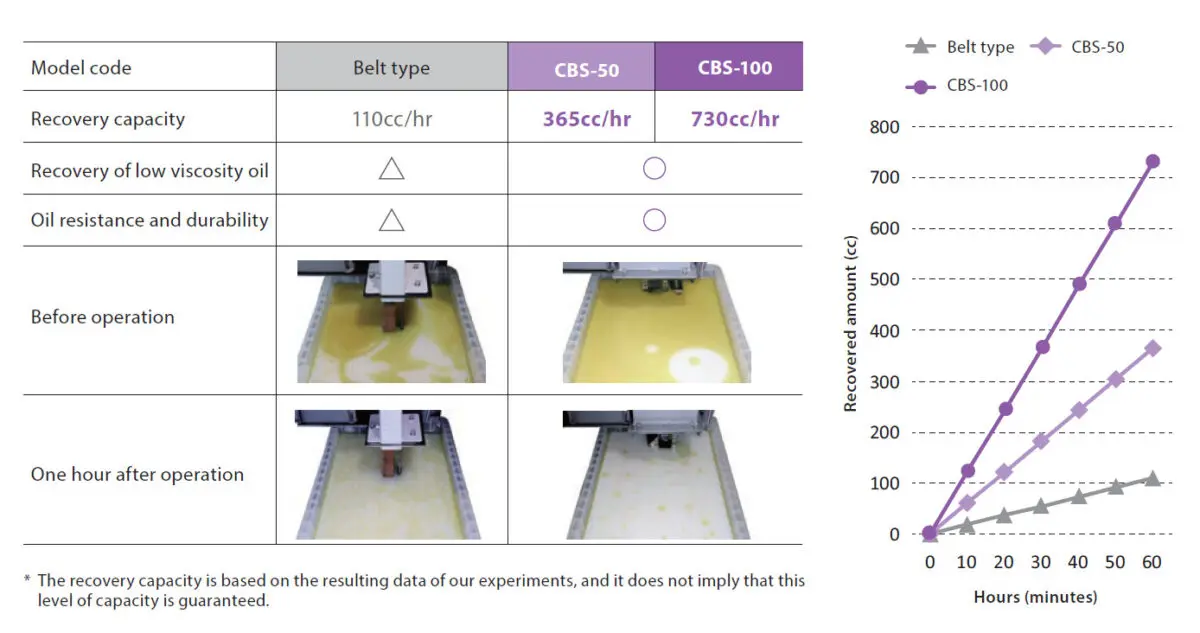 Model code Belt type CBS-50 CBS-100
Recovery capacity 110cc/hr 365cc/hr 730cc/hr
Recovery of low viscosity oil △ ○
Oil resistance and durability △ ○
Before operation
One hour after operation
* The recovery capacity is based on the resulting data of our experiments, and it does not imply that this
level of capacity is guaranteed.
Belt type CBS-50
CBS-100
Recovered amount (cc)
800
700
600
500
400
300
200
100
0
0 10 20 30 40 50 60
Hours (minutes)